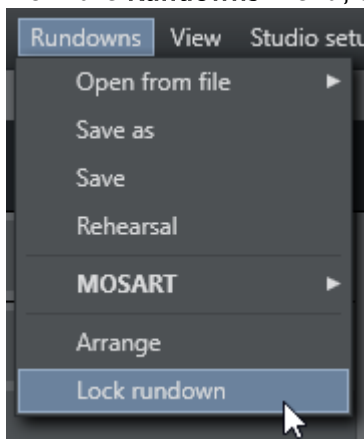 Rundowns View Studio setu
Open from file
Save as
Save
Rehearsal
MOSART
Arrange
Lock rundown